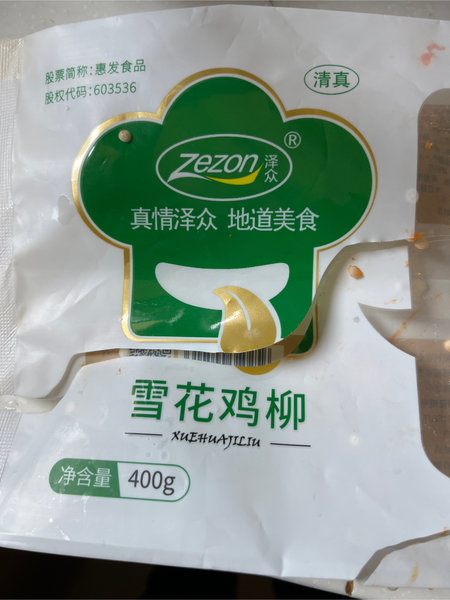 股票简称：惠发食品
股权代码：603536
清真
Zezon
泽众
®
真情泽众 地道美食
雪花鸡柳
XUEHUAJILIU
净含量 400g